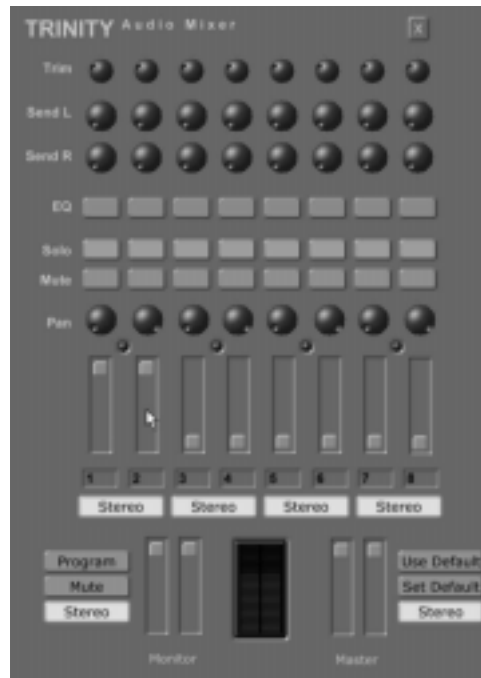 TRINITY Audio Mixer X
Trim
Send L
Send R
EQ
Solo
Mute
Pan
1 2 3 4 5 6 7 8
Stereo Stereo Stereo Stereo
Program Use Default
Mute Set Default
Stereo Stereo
Monitor Master